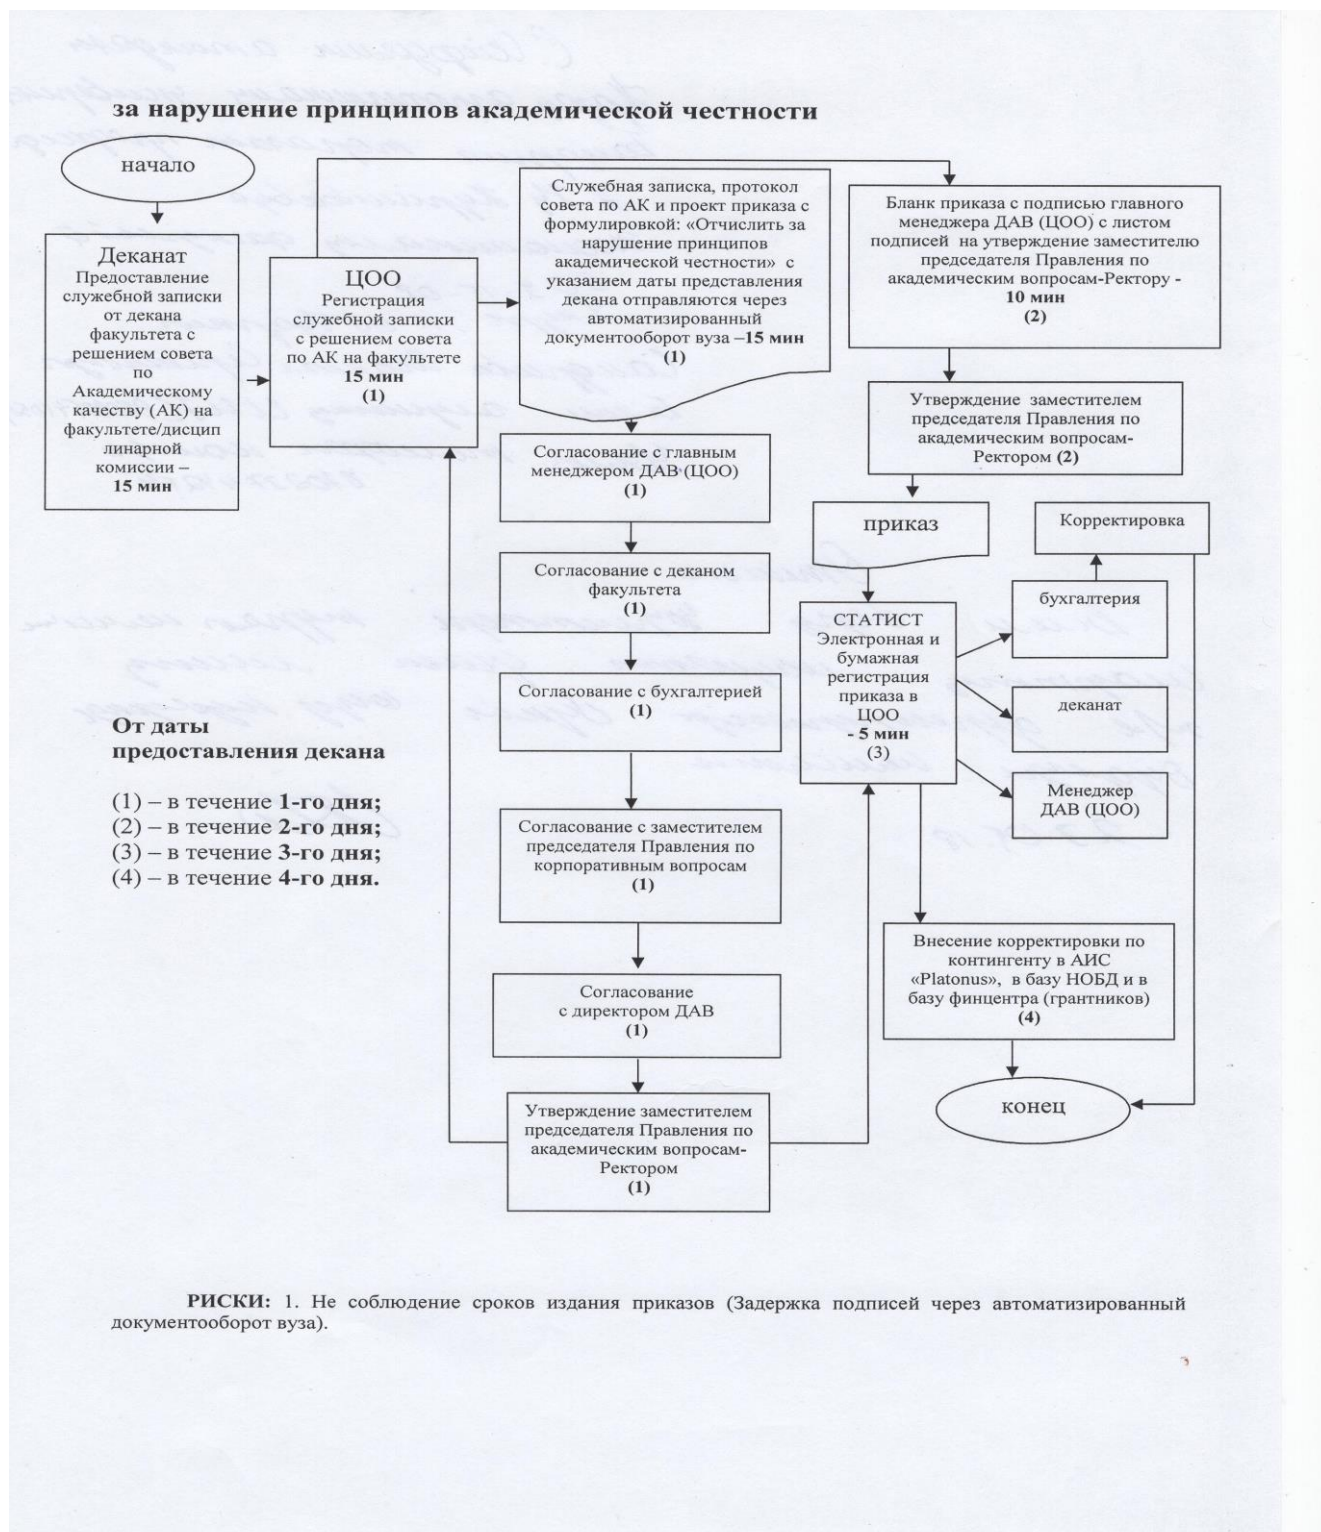 за нарушение принципов академической честности
начало
Деканат
Предоставление
служебной записки
от декана
факультета с
решением совета
по
Академическому
качеству (АК) на
факультете/дисцип
линарной
комиссии –
15 мин
ЦОО
Регистрация
служебной записки
с решением совета
по АК на факультете
15 мин
(1)
Служебная записка, протокол
совета по АК и проект приказа с
формулировкой: «Отчислить за
нарушение принципов
академической честности» с
указанием даты представления
декана отправляются через
автоматизированный
документооборот вуза –15 мин
(1)
Согласование с главным
менеджером ДАВ (ЦОО)
(1)
Согласование с деканом
факультета
(1)
Согласование с бухгалтерией
(1)
Согласование с заместителем
председателя Правления по
корпоративным вопросам
(1)
Согласование
с директором ДАВ
(1)
Утверждение заместителем
председателя Правления по
академическим вопросам-
Ректором
(1)
Бланк приказа с подписью главного
менеджера ДАВ (ЦОО) с листом
подписей на утверждение заместителю
председателя Правления по
академическим вопросам-Ректору -
10 мин
(2)
Утверждение заместителем
председателя Правления по
академическим вопросам-
Ректором (2)
приказ
Корректировка
СТАТИСТ
Электронная и
бумажная
регистрация
приказа в
ЦОО
- 5 мин
(3)
бухгалтерия
деканат
Менеджер
ДАВ (ЦОО)
Внесение корректировки по
контингенту в АИС
«Platonus», в базу НОБД и в
базу финцентра (грантников)
(4)
конец
От даты
предоставления декана
(1) – в течение 1-го дня;
(2) – в течение 2-го дня;
(3) – в течение 3-го дня;
(4) – в течение 4-го дня.
РИСКИ: 1. Не соблюдение сроков издания приказов (Задержка подписей через автоматизированный
документооборот вуза).